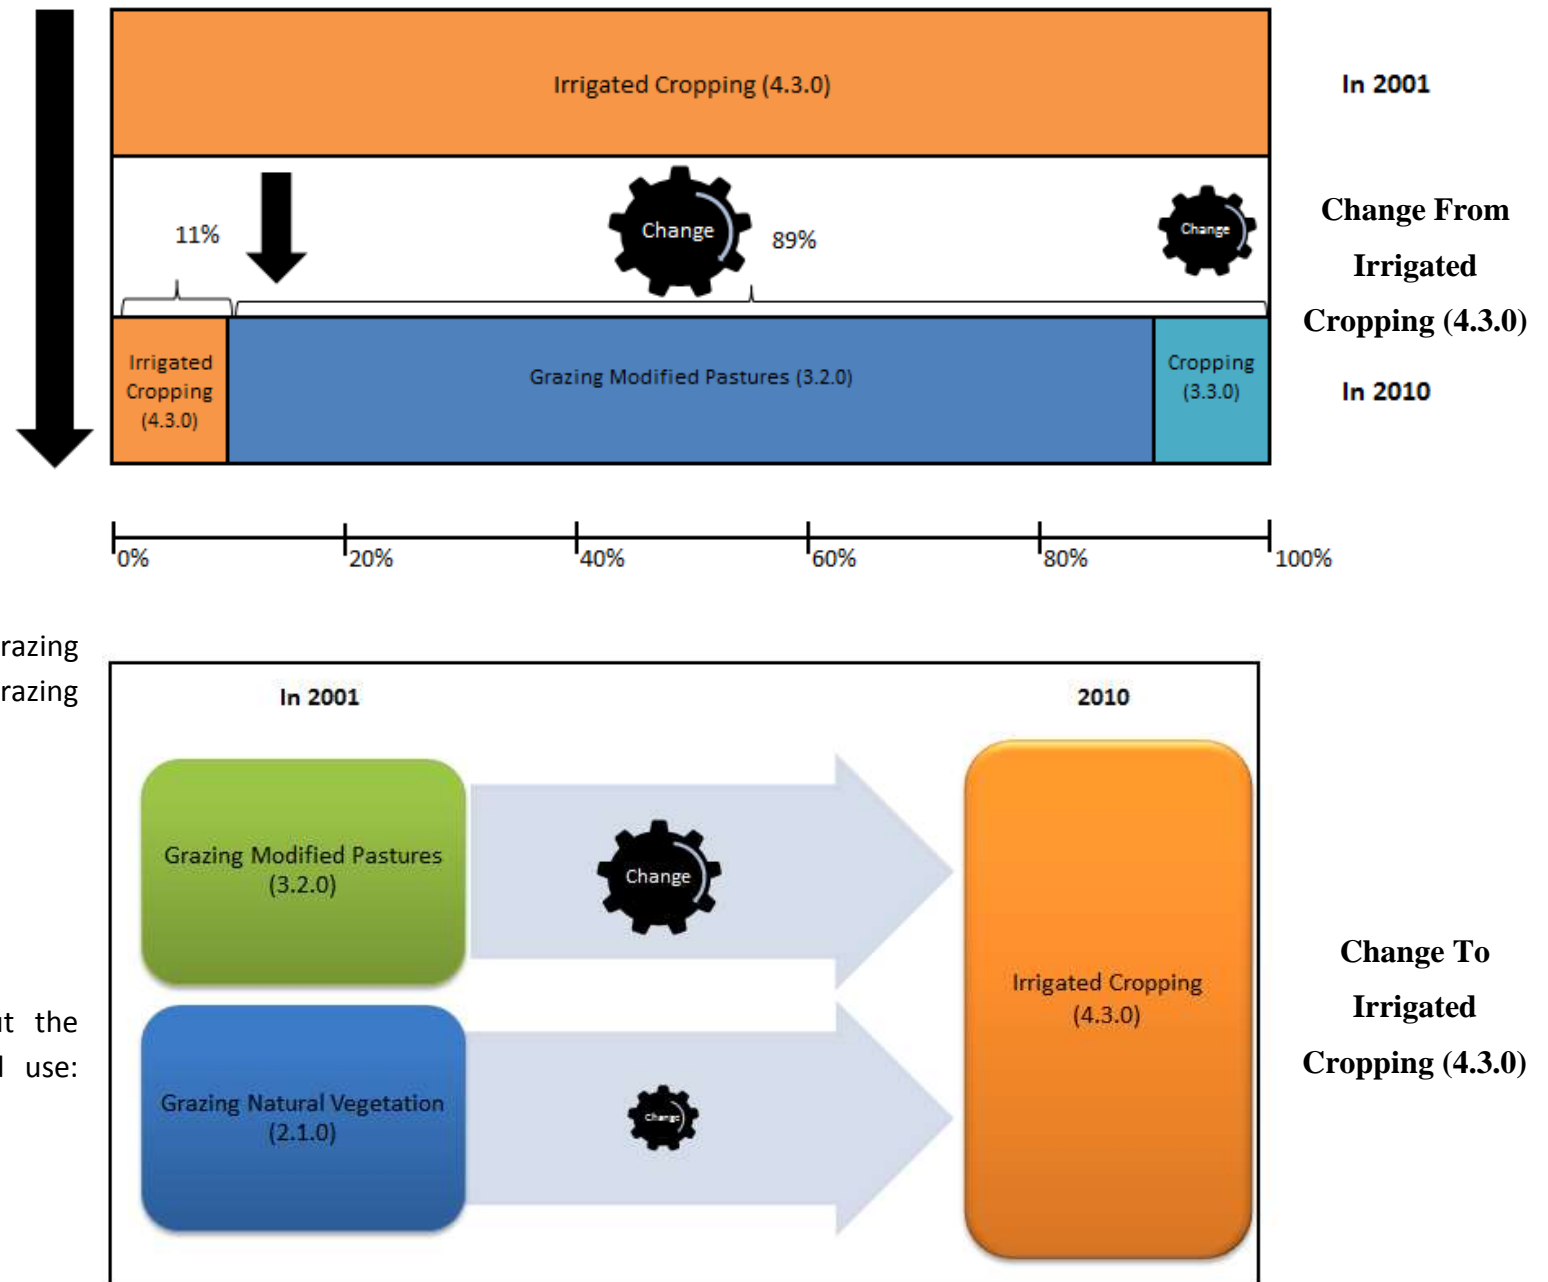 Irrigated Cropping (4.3.0)
In 2001
11%
Change
89%
Change
Change From
Irrigated
Cropping (4.3.0)
Irrigated
Cropping
(4.3.0)
Grazing Modified Pastures (3.2.0)
Cropping
(3.3.0)
In 2010
0%
20%
40%
60%
80%
100%
razing
razing
In 2001
2010
Grazing Modified Pastures
(3.2.0)
Change
Irrigated Cropping
(4.3.0)
Change To
Irrigated
Cropping (4.3.0)
ut the
l use:
Grazing Natural Vegetation
(2.1.0)
Change